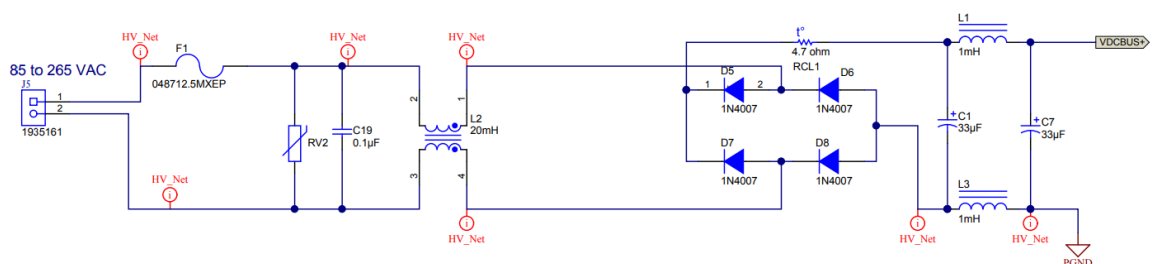 HV_Net
F1
048712.5MXEP
85 to 265 VAC
J5
1
2
1935161
HV_Net
RV2
C19
0.1µF
HV_Net
2
1
L2
20mH
3
4
HV_Net
HV_Net
t°
4.7 ohm
RCL1
D5
1
2
1N4007
D6
1N4007
D7
1N4007
D8
1N4007
L1
1mH
VDCBUS+
+
C1
33µF
+
C7
33µF
L3
1mH
HV_Net
HV_Net
PGND